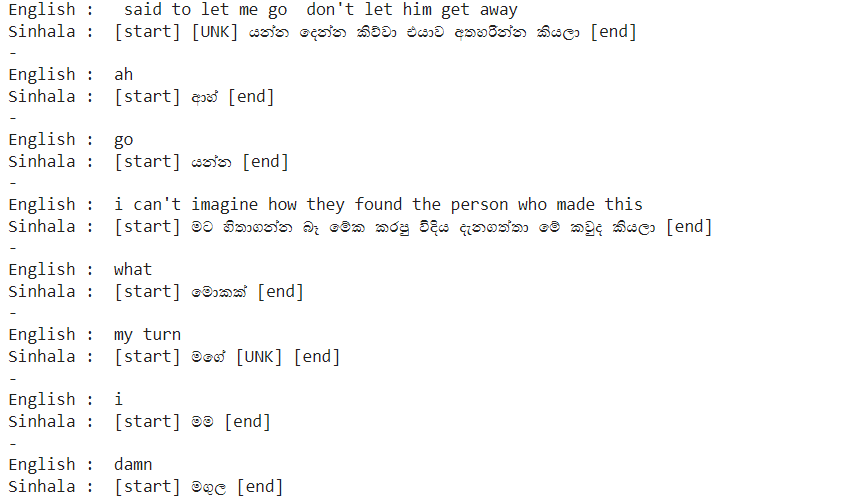 English :   said to let me go  don't let him get away
Sinhala :  [start] [UNK] යන්න දෙන්න කිව්වා එයාව අතහරින්න කියලා [end]
-
English :  ah
Sinhala :  [start] ආහ් [end]
-
English :  go
Sinhala :  [start] යන්න [end]
-
English :  i can't imagine how they found the person who made this
Sinhala :  [start] මට හිතාගන්න බෑ මේක කරපු විදිය දැනගත්තා මේ කවුද කියලා [end]
-
English :  what
Sinhala :  [start] මොකක් [end]
-
English :  my turn
Sinhala :  [start] මගේ [UNK] [end]
-
English :  i
Sinhala :  [start] මම [end]
-
English :  damn
Sinhala :  [start] මගුල [end]